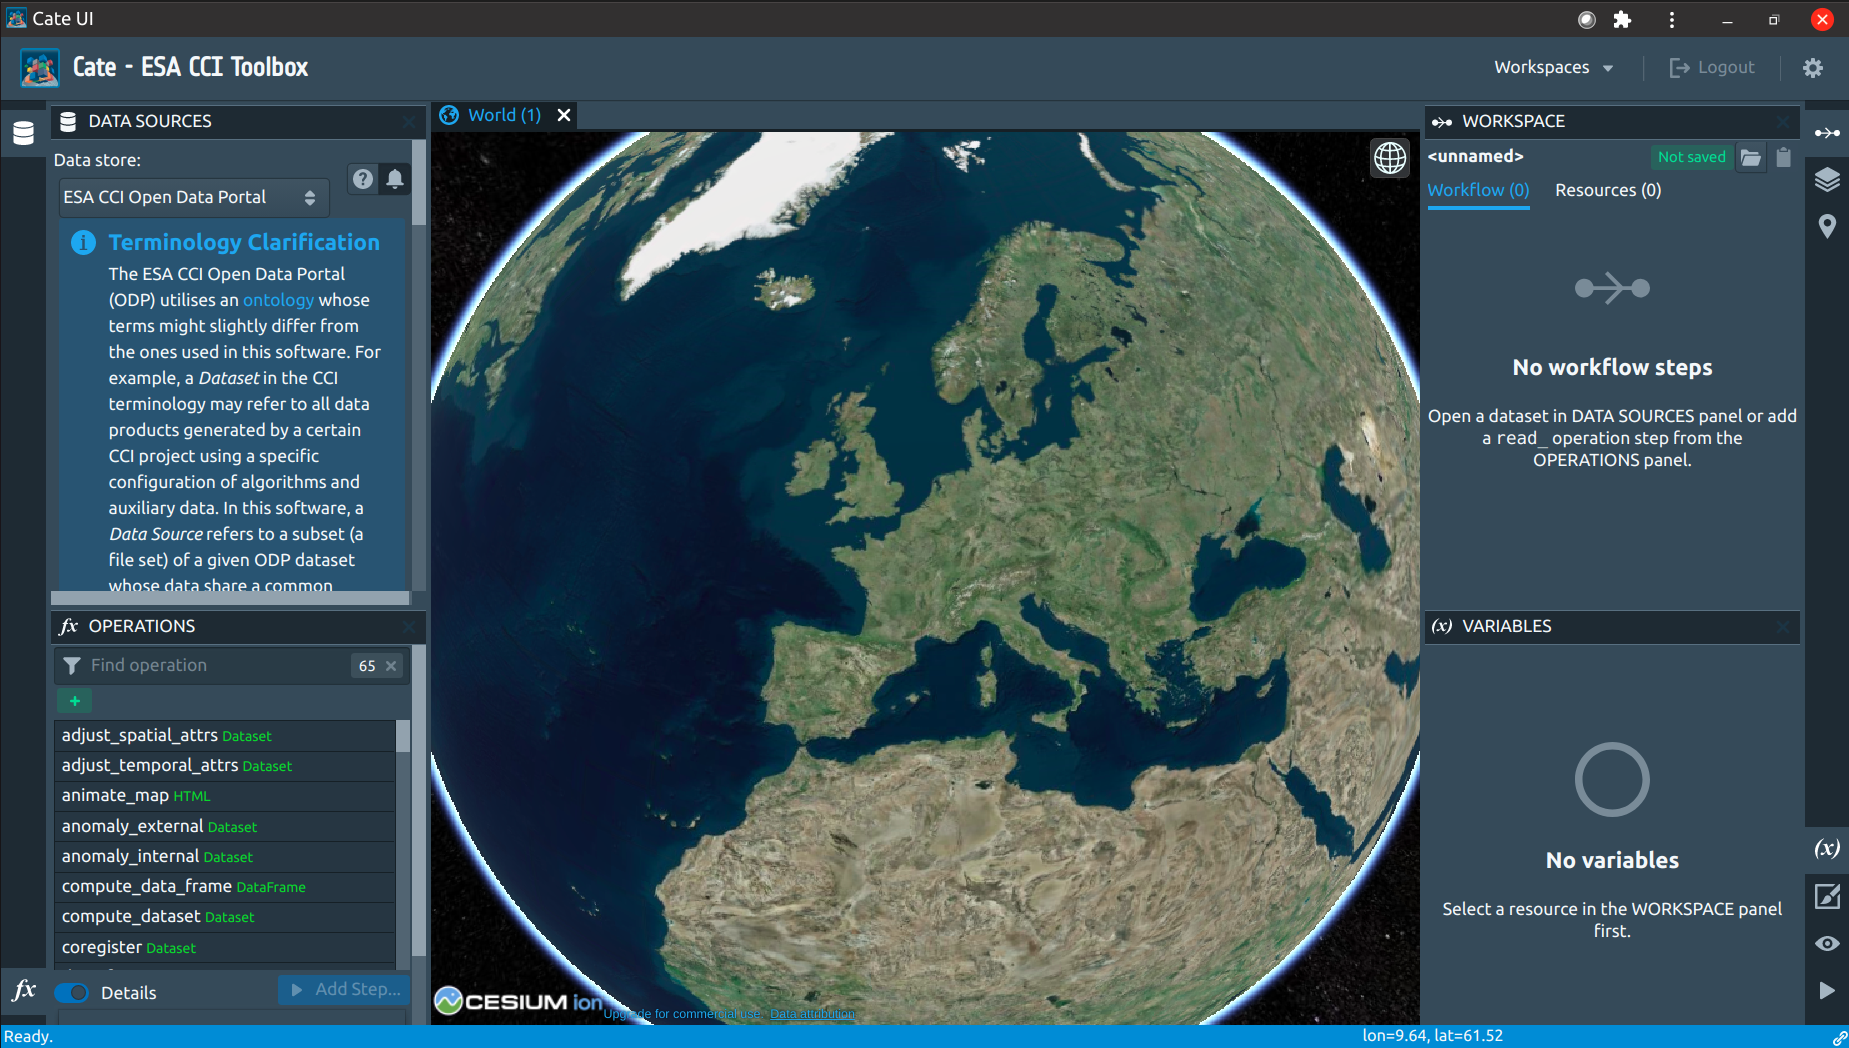 Cate UI
Cate - ESA CCI Toolbox
Workspaces
Logout
DATA SOURCES
Data store:
ESA CCI Open Data Portal
Terminology Clarification
The ESA CCI Open Data Portal
(ODP) utilises an ontology whose
terms might slightly differ from
the ones used in this software. For
example, a Dataset in the CCI
terminology may refer to all data
products generated by a certain
CCI project using a specific
configuration of algorithms and
auxiliary data. In this software, a
Data Source refers to a subset (a
file set) of a given ODP dataset
whose data share a common
fx OPERATIONS
Find operation
65
+
adjust_spatial_attrs Dataset
adjust_temporal_attrs Dataset
animate_map HTML
anomaly_external Dataset
anomaly_internal Dataset
compute_data_frame DataFrame
compute_dataset Dataset
coregister Dataset
fx
Details
Add Step...
World (1)
CESIUM ion
Upgrade for commercial use. Data attribution
WORKSPACE
<unnamed>
Not saved
Workflow (0)
Resources (0)
No workflow steps
Open a dataset in DATA SOURCES panel or add
a read_ operation step from the
OPERATIONS panel.
(x) VARIABLES
No variables
Select a resource in the WORKSPACE panel
first.
(x)
Ready.
lon=9.64, lat=61.52